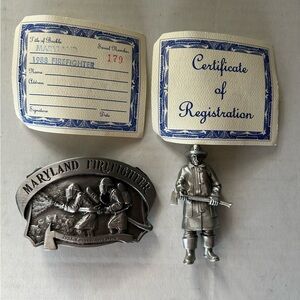 Title of Buckle
Serial Number
MARYLAND
179
1988 FIREFIGHTER
Name
Address
Signature
Date
Certificate
of
Registration
MARYLAND FIREFIGHTER